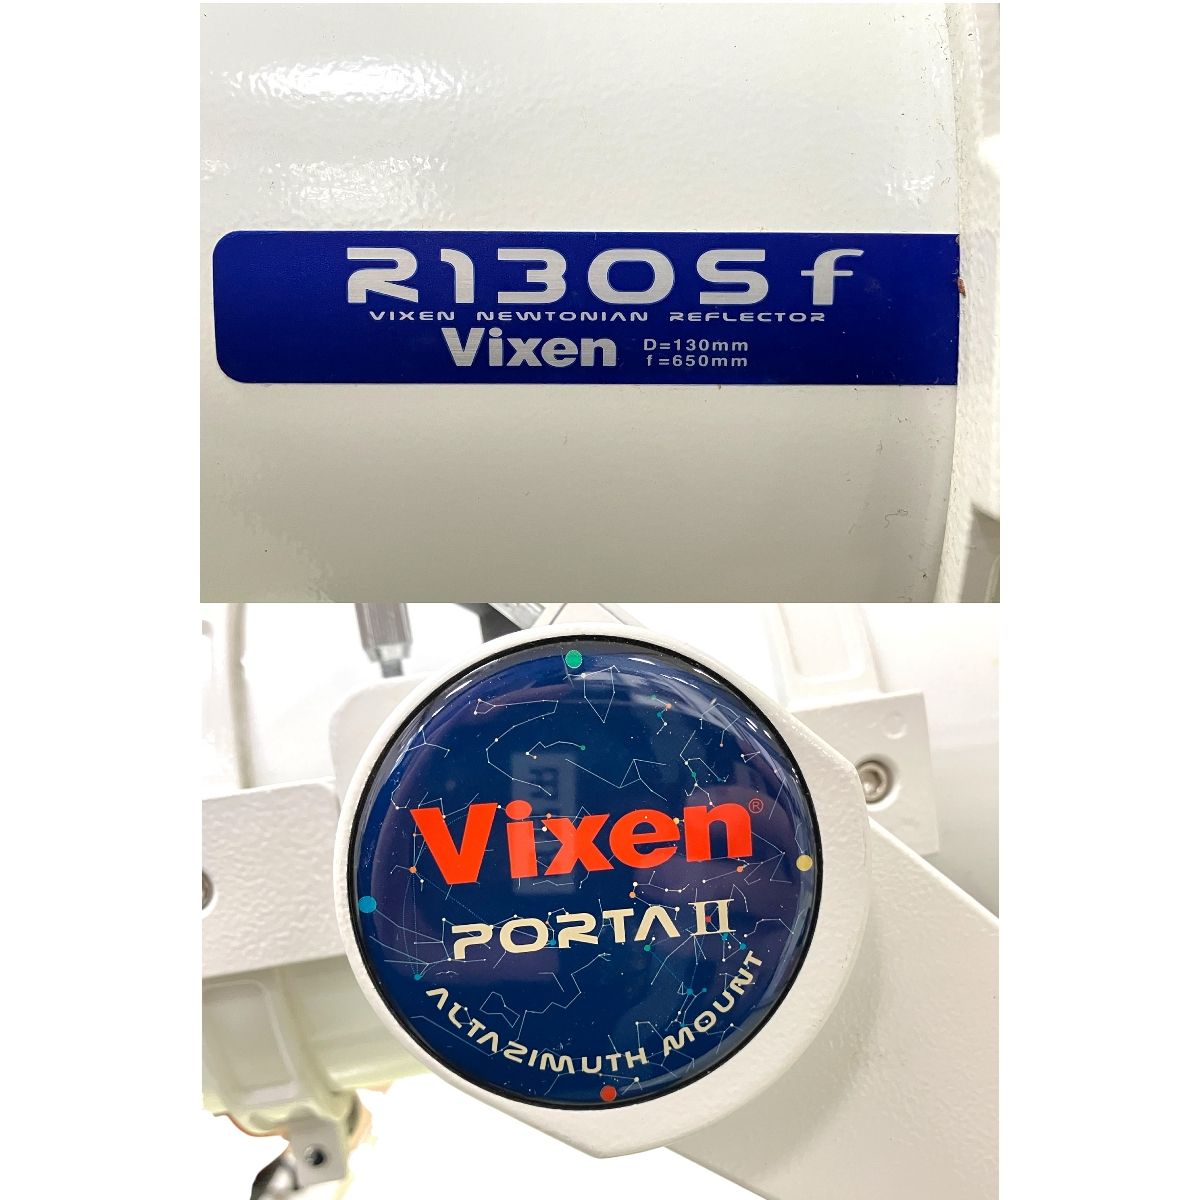 R130Sf
VIXEN NEWTONIAN REFLECTOR
Vixen D=130mm
f=650mm
Vixen®
PORTA II
ALTAZIMUTH MOUNT